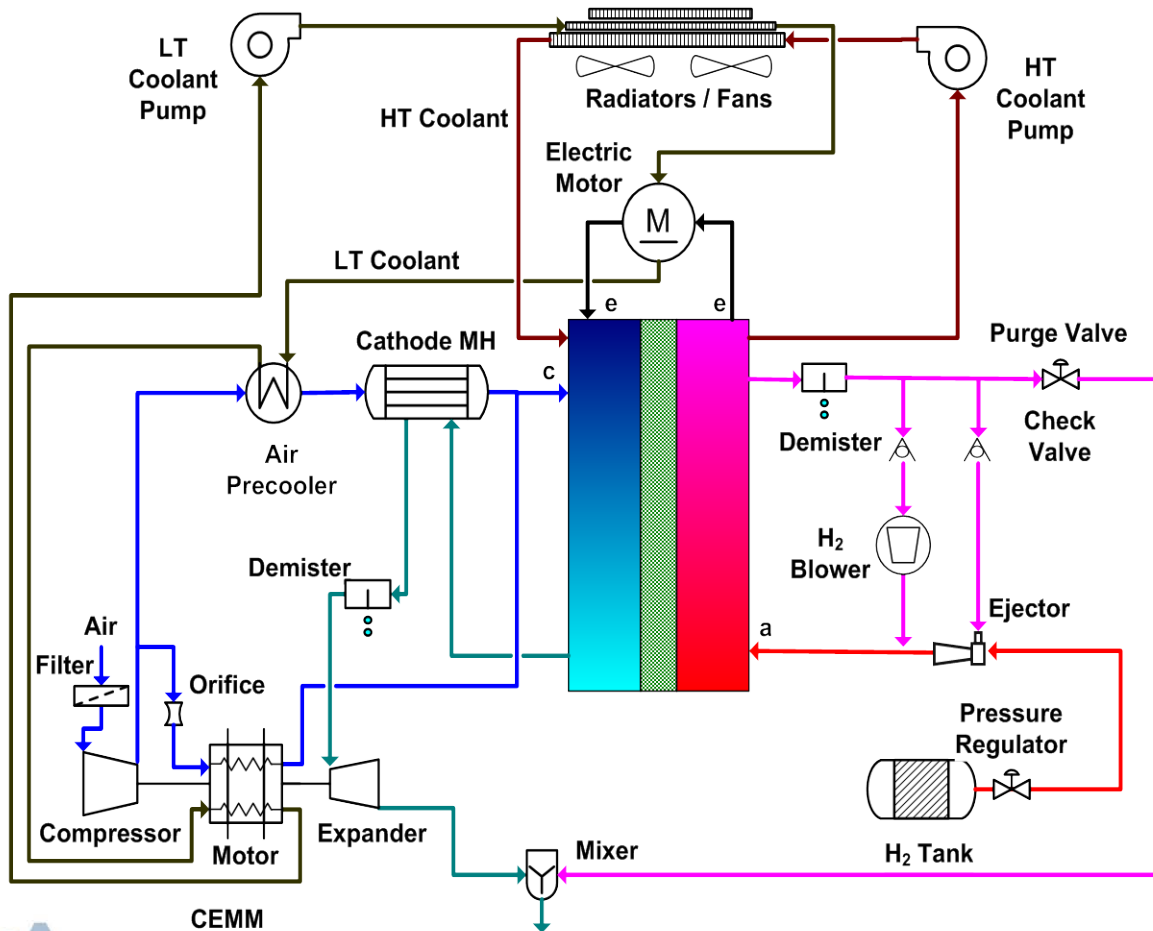 LT
Coolant
Pump
Radiators / Fans
HT
Coolant
Pump
HT Coolant
Electric
Motor
M
LT Coolant
e
e
Cathode MH
c
Purge Valve
Air
Precooler
Demister
Check
Valve
H₂
Blower
Demister
Ejector
a
Air
Filter
Orifice
Pressure
Regulator
Compressor
Motor
Expander
Mixer
H₂ Tank
CEMM